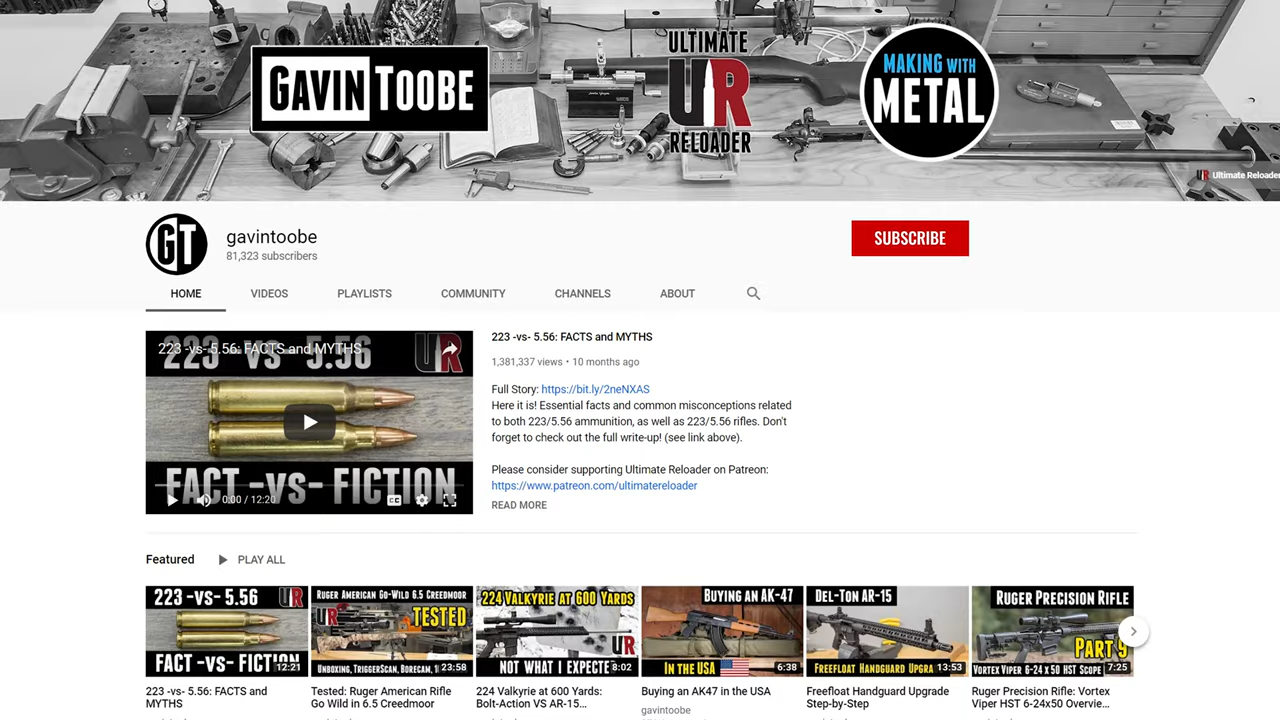 GAVIN TOOBE
ULTIMATE
UR
RELOADER
MAKING WITH
METAL
UR Ultimate Reloader
GT
gavintoobe
81,323 subscribers
SUBSCRIBE
HOME VIDEOS PLAYLISTS COMMUNITY CHANNELS ABOUT
223 -vs- 5.56: FACTS and MYTHS
223 -vs- 5.56
UR
FACT -vs- FICTION
0:00 / 12:20
CC
223 -vs- 5.56: FACTS and MYTHS
1,381,337 views • 10 months ago
Full Story: https://bit.ly/2neNXAS
Here it is! Essential facts and common misconceptions related
to both 223/5.56 ammunition, as well as 223/5.56 rifles. Don't
forget to check out the full write-up! (see link above).
Please consider supporting Ultimate Reloader on Patreon:
https://www.patreon.com/ultimatereloader
READ MORE
Featured PLAY ALL
223 -VS- 5.56 UR
FACT -VS- FICTION
12:21
223 -vs- 5.56: FACTS and
MYTHS
RUGER AMERICAN GO-WILD 6.5 CREEDMOOR
UR TESTED
UNBOXING, TRIGGERSCAN, BORECAM, 
23:58
Tested: Ruger American Rifle
Go Wild in 6.5 Creedmoor
224 VALKYRIE AT 600 YARDS
UR
NOT WHAT I EXPECTE
8:02
224 Valkyrie at 600 Yards:
Bolt-Action VS AR-15...
BUYING AN AK-47
IN THE USA
6:38
Buying an AK47 in the USA
gavintoobe
DEL-TON AR-15
FREEFLOAT HANDGUARD UPGRA
13:53
Freefloat Handguard Upgrade
Step-by-Step
RUGER PRECISION RIFLE
PART 9
VORTEX VIPER 6-24 X 50 HST SCOPE
7:25
Ruger Precision Rifle: Vortex
Viper HST 6-24x50 Overvie...